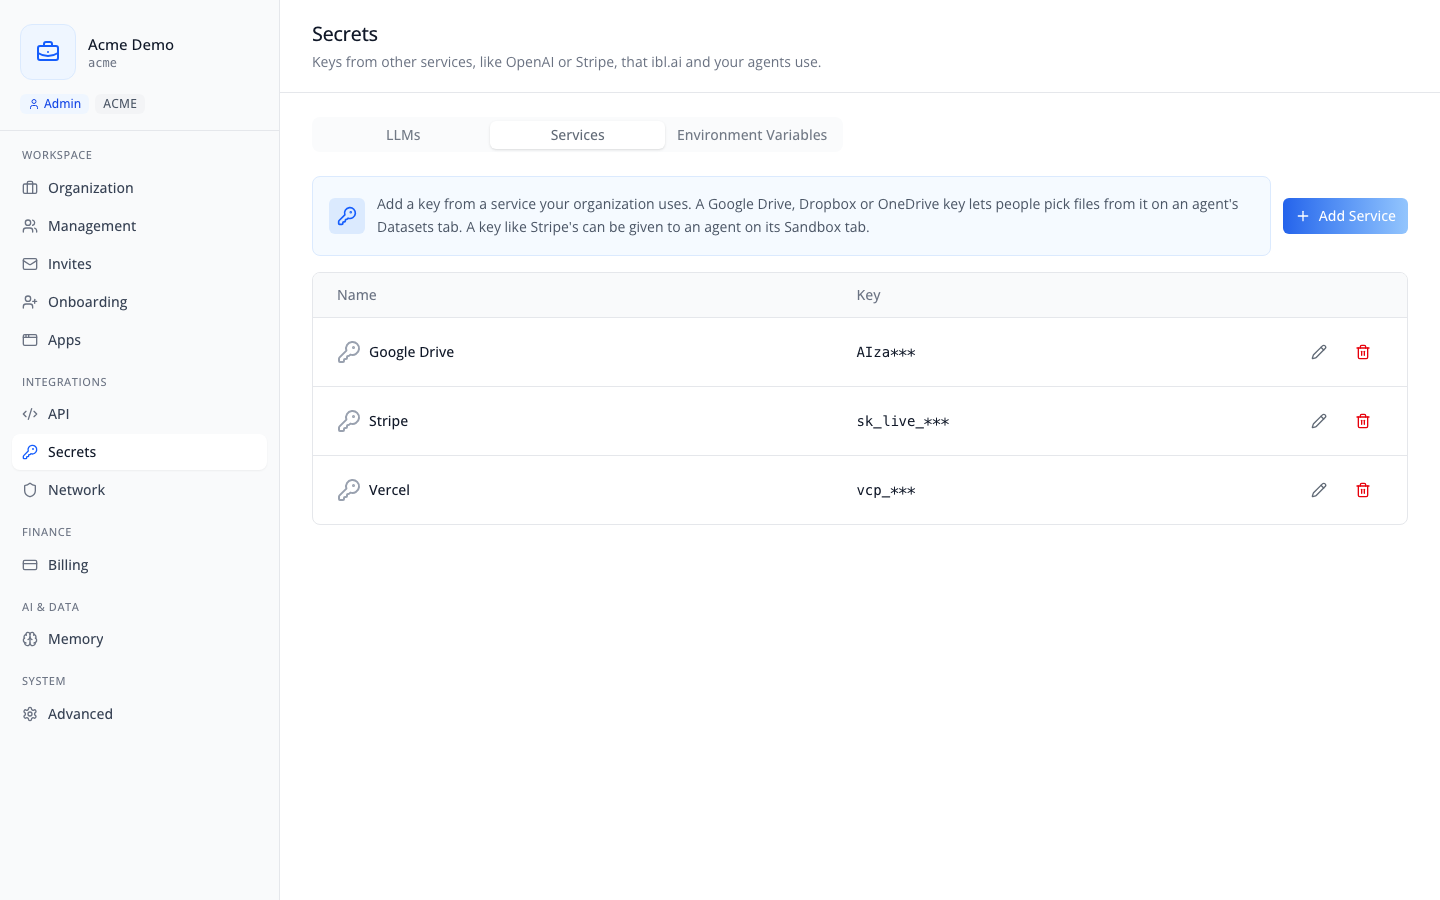 Acme Demo
acme
Admin
ACME
WORKSPACE
Organization
Management
Invites
Onboarding
Apps
INTEGRATIONS
API
Secrets
Network
FINANCE
Billing
AI & DATA
Memory
SYSTEM
Advanced
Secrets
Keys from other services, like OpenAI or Stripe, that ibl.ai and your agents use.
LLMs
Services
Environment Variables
Add a key from a service your organization uses. A Google Drive, Dropbox or OneDrive key lets people pick files from it on an agent's
Datasets tab. A key like Stripe's can be given to an agent on its Sandbox tab.
Add Service
Name
Key
Google Drive
AIza***
Stripe
sk_live_***
Vercel
vcp_***